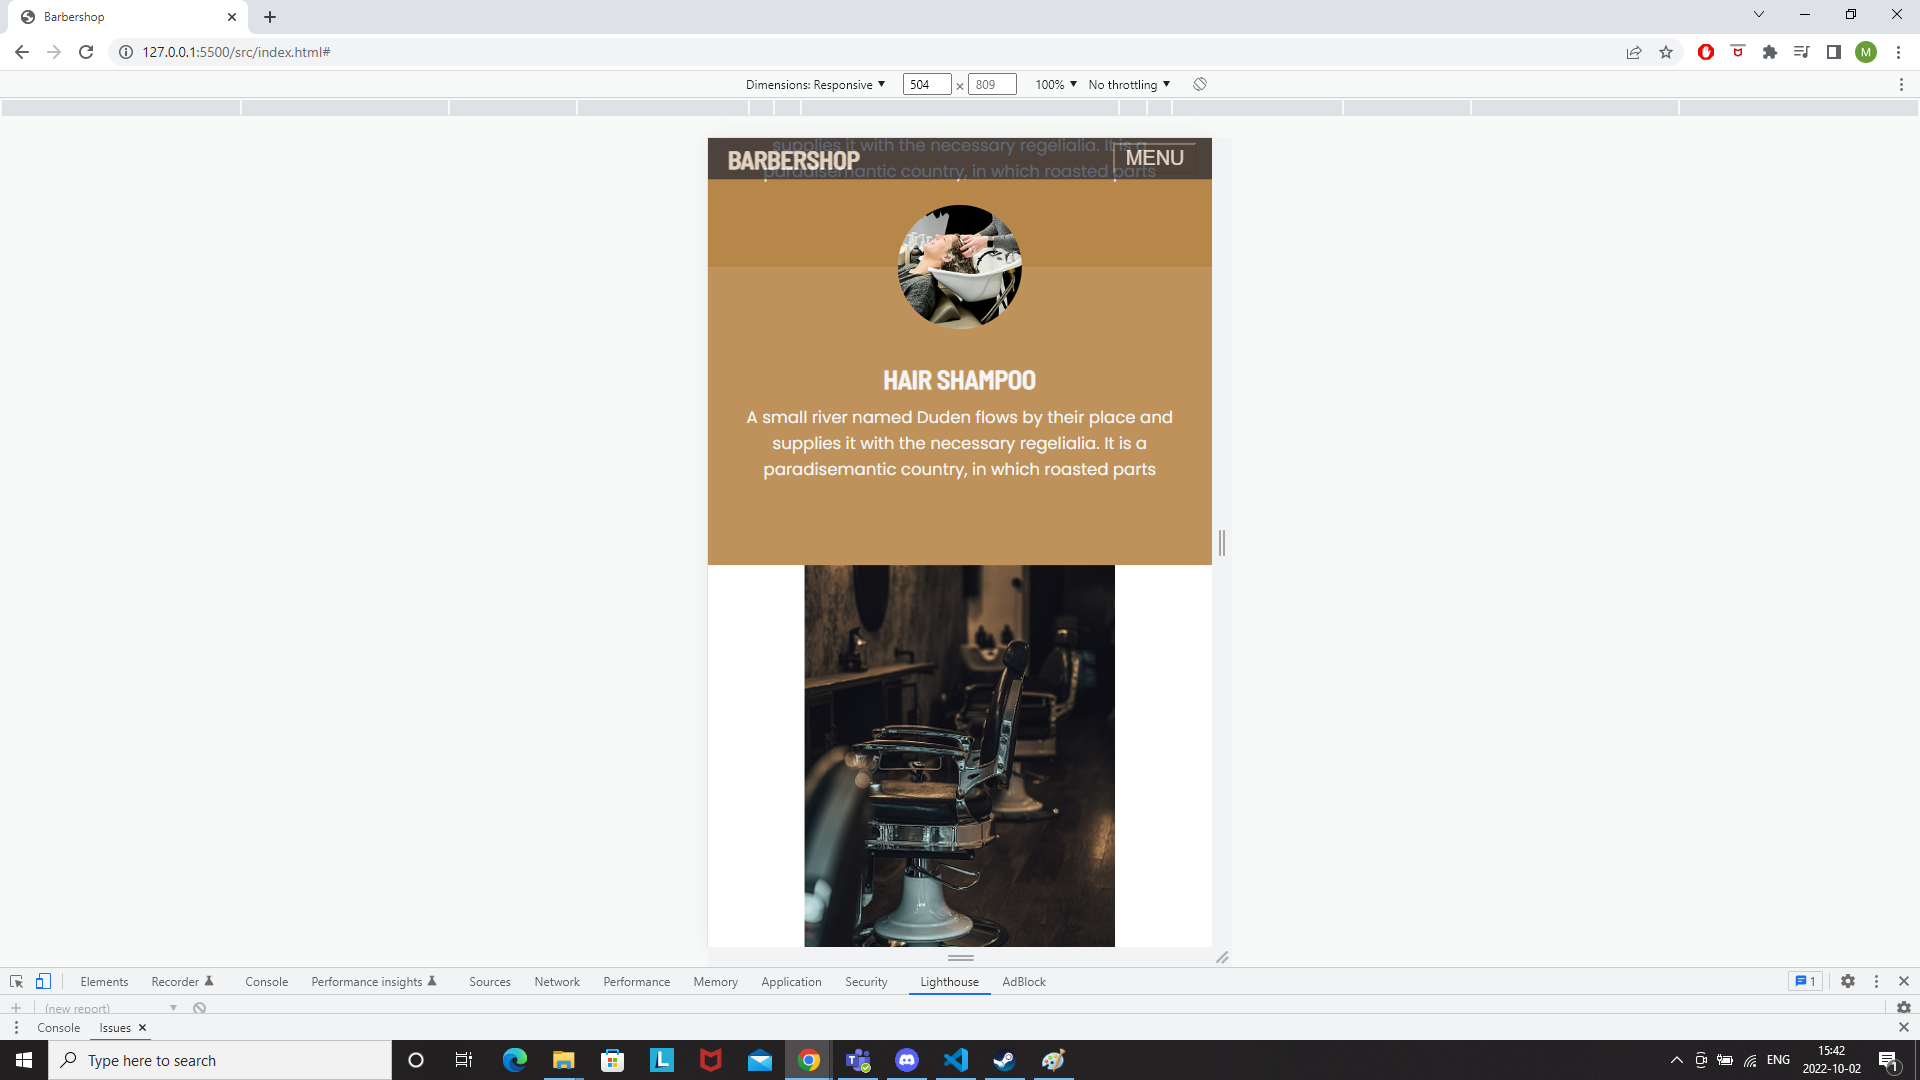 Barbershop
127.0.0.1:5500/src/index.html#
M
Dimensions: Responsive 504 × 809 100% No throttling
supplies it with the necessary regelialia. It is a
BARBERSHOP MENU
paradisemantic country, in which roasted parts
HAIR SHAMPOO
A small river named Duden flows by their place and
supplies it with the necessary regelialia. It is a
paradisemantic country, in which roasted parts
Elements Recorder Console Performance insights Sources Network Performance Memory Application Security Lighthouse AdBlock 1
(new report)
Console Issues
Type here to search
L
ENG
15:42
2022-10-02
1